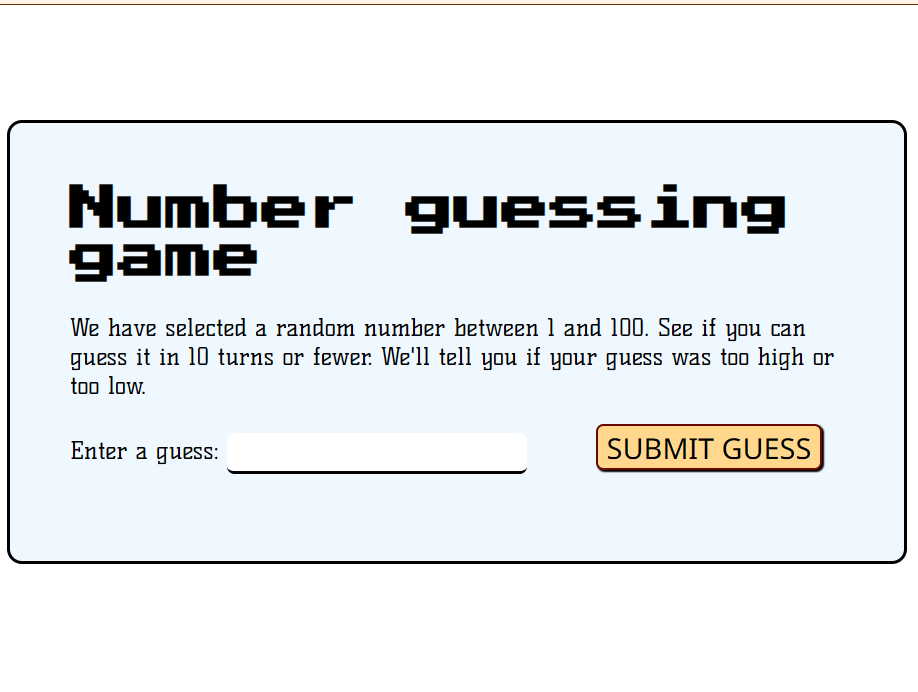 Number guessing
game
We have selected a random number between 1 and 100. See if you can
guess it in 10 turns or fewer. We'll tell you if your guess was too high or
too low.
Enter a guess: SUBMIT GUESS